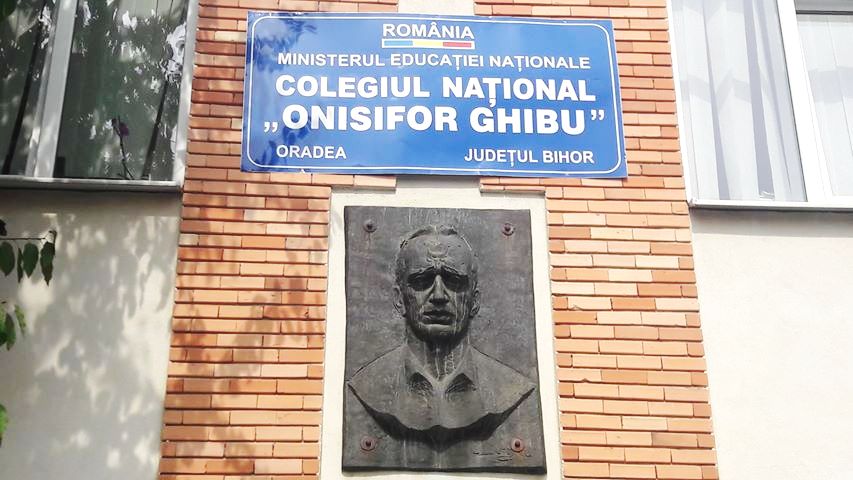 ROMÂNIA
MINISTERUL EDUCAȚIEI NAȚIONALE
COLEGIUL NAȚIONAL
„ONISIFOR GHIBU”
ORADEA JUDEȚUL BIHOR